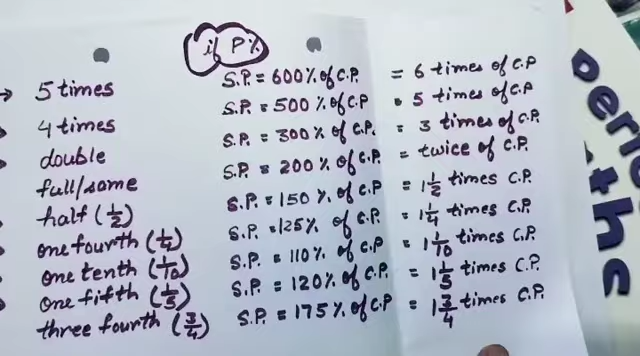 if P%
→ 5 times S.P. = 600% of C.P. = 6 times of C.P.
4 times S.P. = 500% of C.P = 5 times of C.P
double S.P. = 300% of C.P. = 3 times of C.P.
full/same S.P. = 200% of C.P. = twice of C.P.
half (1/2) S.P. = 150% of C.P = 1 1/2 times C.P.
one fourth (1/4) S.P. = 125% of C.P. = 1 1/4 times C.P.
one tenth (1/10) S.P. = 110% of C.P = 1 1/10 times C.P.
one fifth (1/5) S.P. = 120% of C.P. = 1 1/5 times C.P.
three fourth (3/4) S.P. = 175% of C.P = 1 3/4 times C.P.